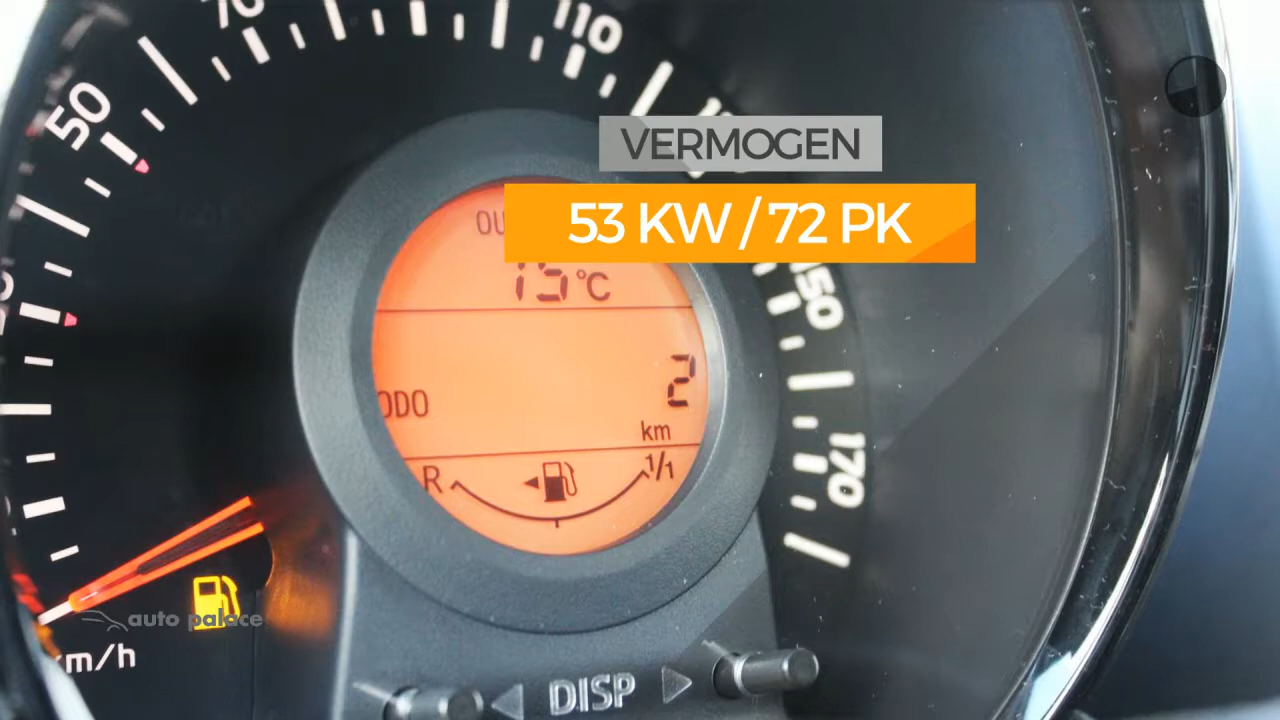 70
110
50
VERMOGEN
53 KW / 72 PK
15°C
150
2
ODO
km
R
1/1
170
auto palace
km/h
DISP